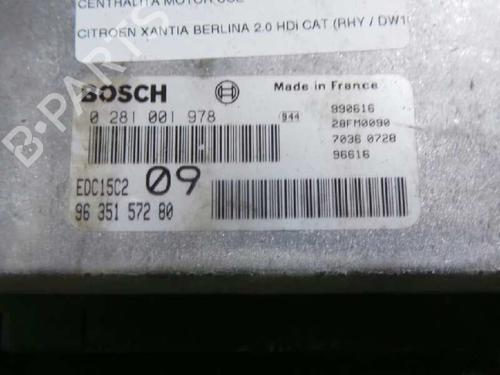 CENTRALITA MOTOR UCE
CITROEN XANTIA BERLINA 2.0 HDi CAT (RHY / DW10
B-PARTS
BOSCH
Made in France
0 281 001 978
944
990616
28FM0090
7036 0728
96616
EDC15C2 09
96 351 572 80